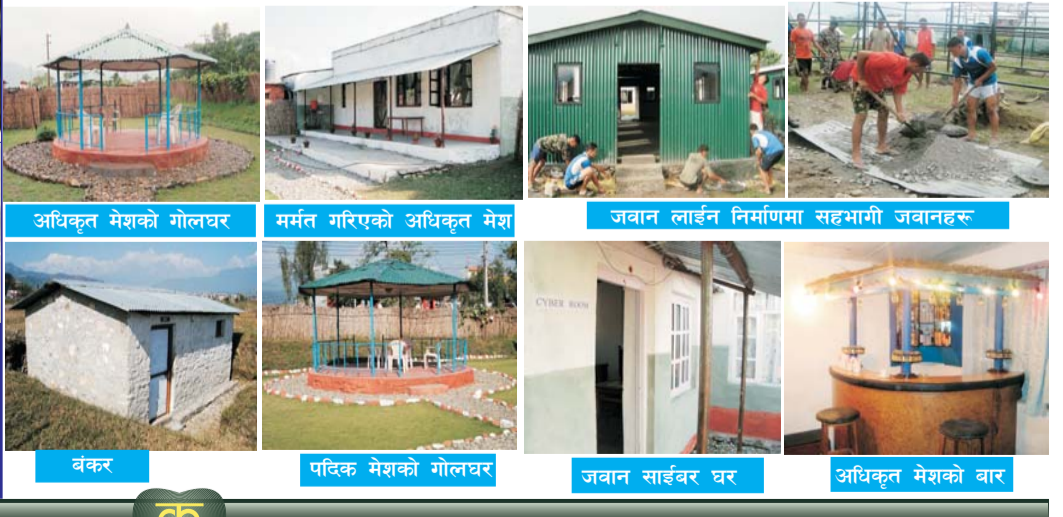 अधिकृत मेशको गोलघर
मर्मत गरिएको अधिकृत मेश
जवान लाईन निर्माणमा सहभागी जवानहरू
CYBER ROOM
बंकर
पदिक मेशको गोलघर
जवान साईबर घर
अधिकृत मेशको बार
क